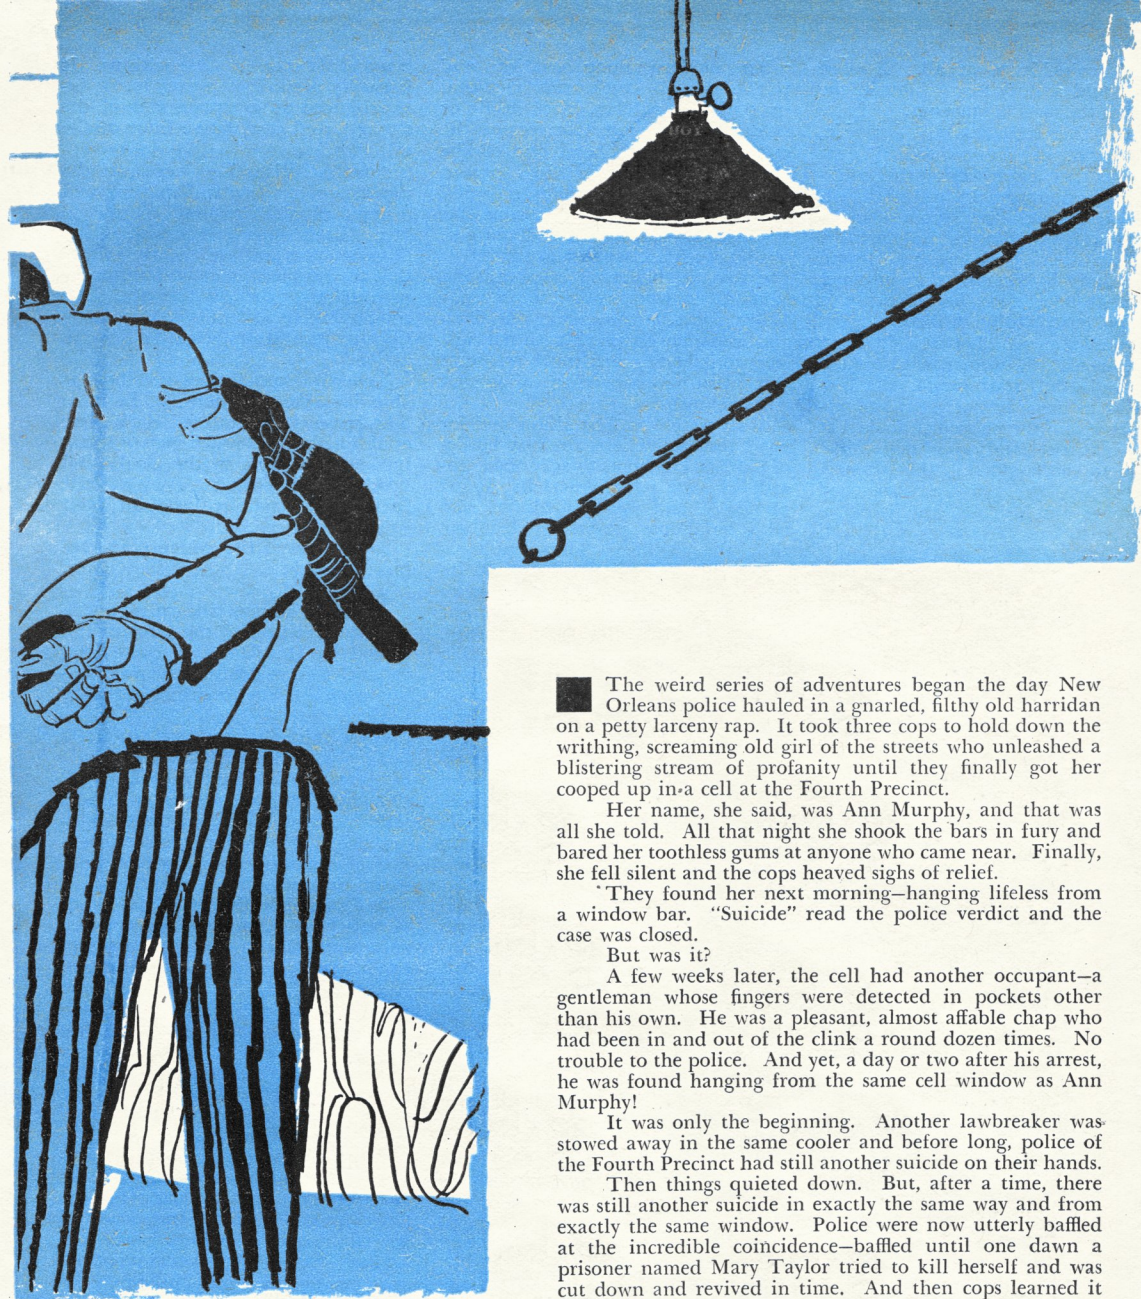 The weird series of adventures began the day New
Orleans police hauled in a gnarled, filthy old harridan
on a petty larceny rap. It took three cops to hold down the
writhing, screaming old girl of the streets who unleashed a
blistering stream of profanity until they finally got her
cooped up in a cell at the Fourth Precinct.
Her name, she said, was Ann Murphy, and that was
all she told. All that night she shook the bars in fury and
bared her toothless gums at anyone who came near. Finally,
she fell silent and the cops heaved sighs of relief.
They found her next morning—hanging lifeless from
a window bar. "Suicide" read the police verdict and the
case was closed.
But was it?
A few weeks later, the cell had another occupant—a
gentleman whose fingers were detected in pockets other
than his own. He was a pleasant, almost affable chap who
had been in and out of the clink a round dozen times. No
trouble to the police. And yet, a day or two after his arrest,
he was found hanging from the same cell window as Ann
Murphy!
It was only the beginning. Another lawbreaker was
stowed away in the same cooler and before long, police of
the Fourth Precinct had still another suicide on their hands.
Then things quieted down. But, after a time, there
was still another suicide in exactly the same way and from
exactly the same window. Police were now utterly baffled
at the incredible coincidence—baffled until one dawn a
prisoner named Mary Taylor tried to kill herself and was
cut down and revived in time. And then cops learned it